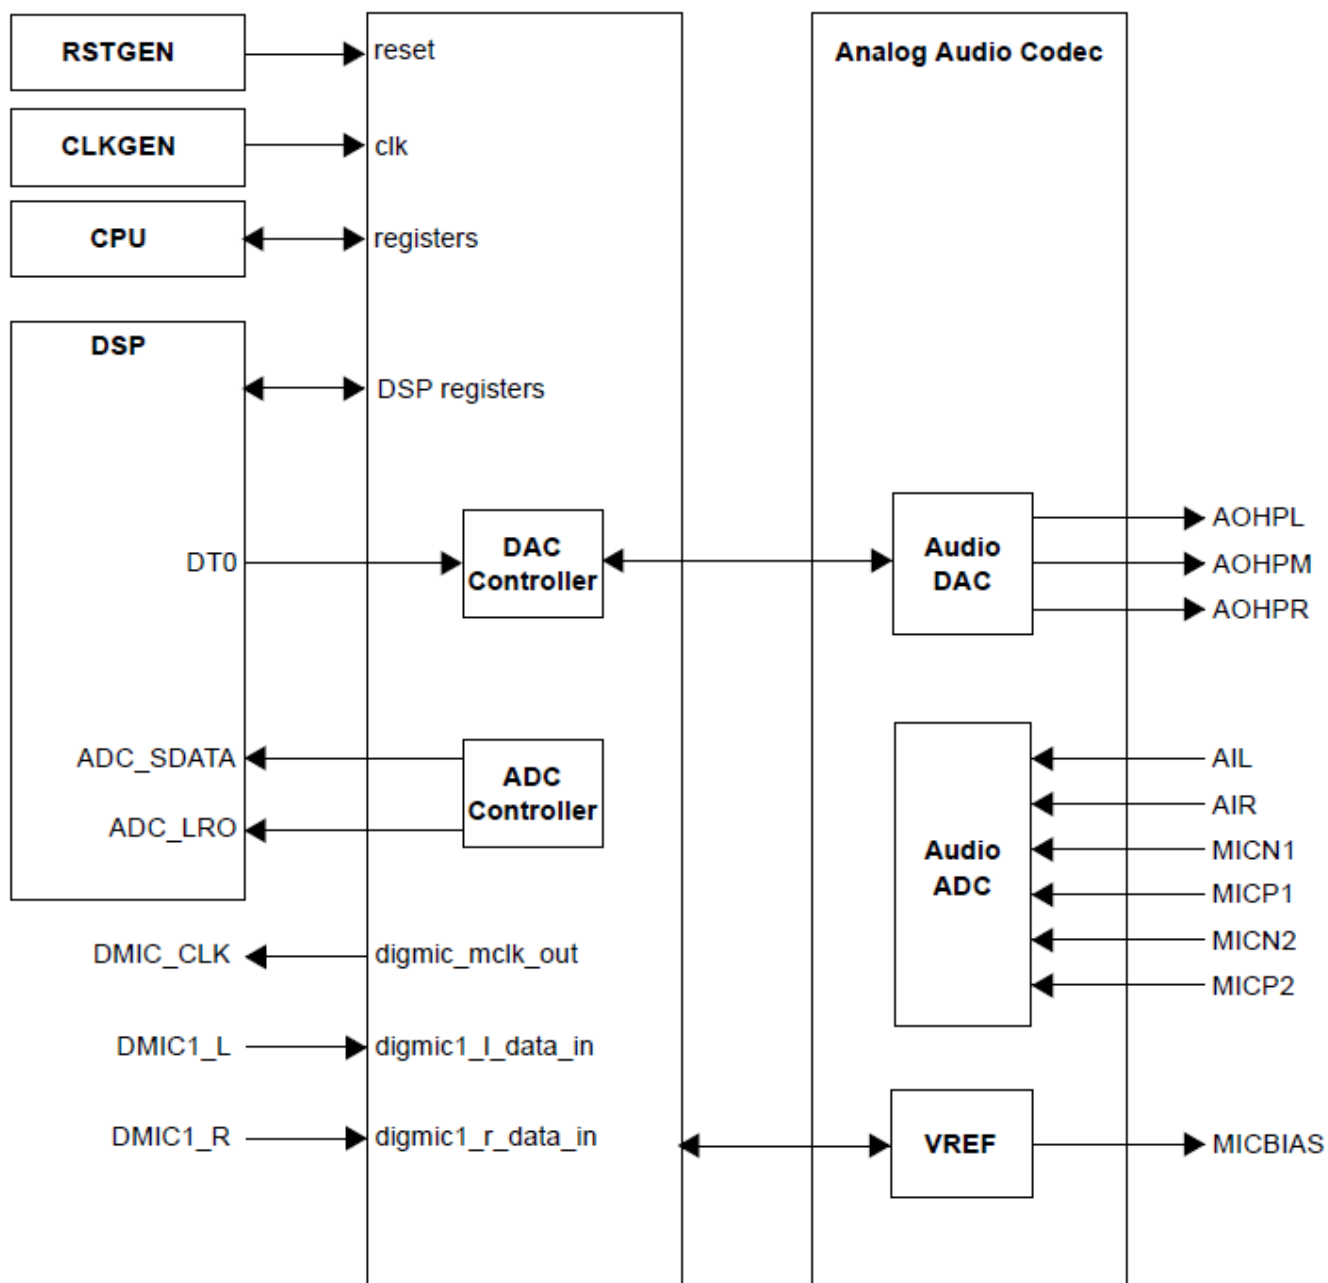 RSTGEN
reset
Analog Audio Codec
CLKGEN
clk
CPU
registers
DSP
DSP registers
DT0
DAC
Controller
Audio
DAC
AOHPL
AOHPM
AOHPR
ADC_SDATA
ADC_LRO
ADC
Controller
Audio
ADC
AIL
AIR
MICN1
MICP1
MICN2
MICP2
DMIC_CLK
digmic_mclk_out
DMIC1_L
digmic1_l_data_in
DMIC1_R
digmic1_r_data_in
VREF
MICBIAS